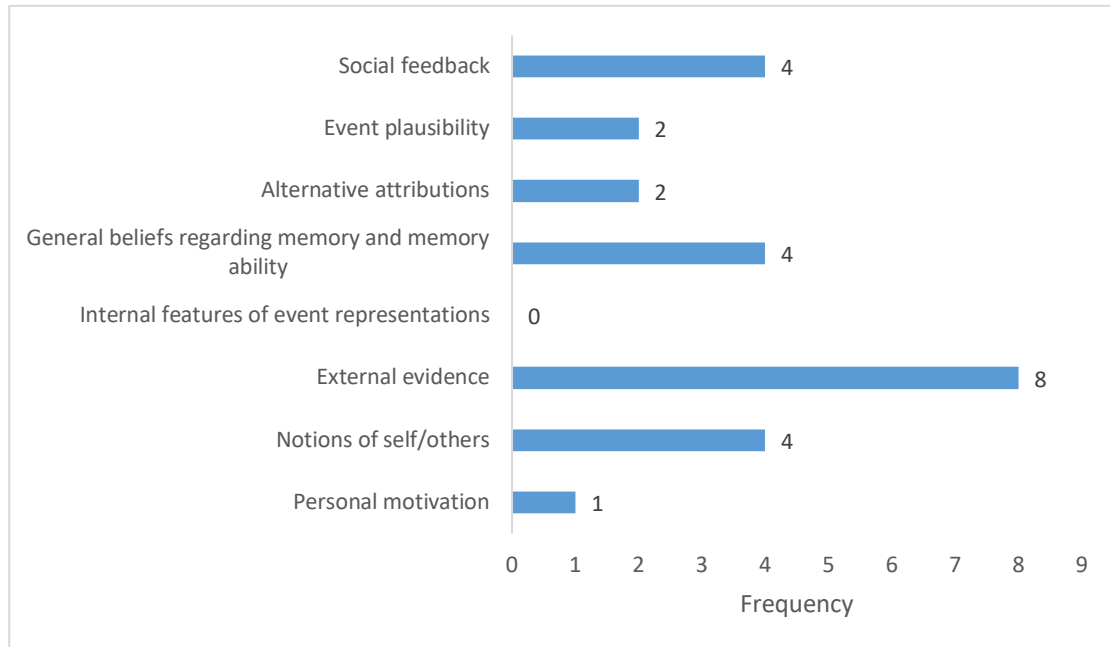 Social feedback
4
Event plausibility
2
Alternative attributions
2
General beliefs regarding memory and memory
ability
4
Internal features of event representations
0
External evidence
8
Notions of self/others
4
Personal motivation
1
0 1 2 3 4 5 6 7 8 9
Frequency